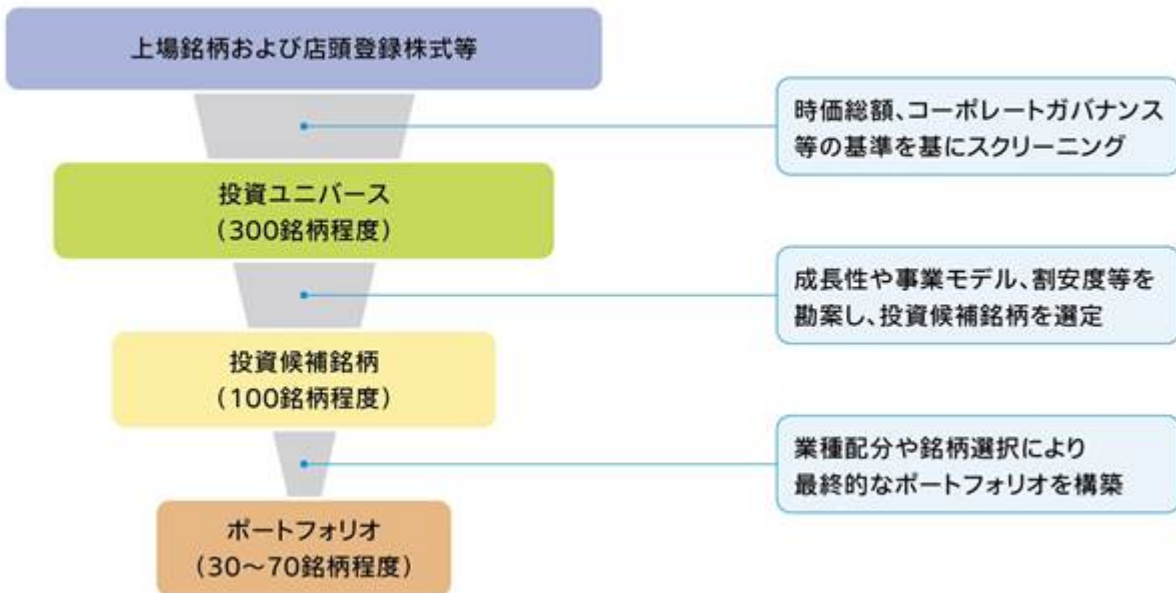 上場銘柄および店頭登録株式等
時価総額、コーポレートガバナンス
等の基準を基にスクリーニング
投資ユニバース
(300銘柄程度)
成長性や事業モデル、割安度等を
勘案し、投資候補銘柄を選定
投資候補銘柄
(100銘柄程度)
業種配分や銘柄選択により
最終的なポートフォリオを構築
ポートフォリオ
(30〜70銘柄程度)